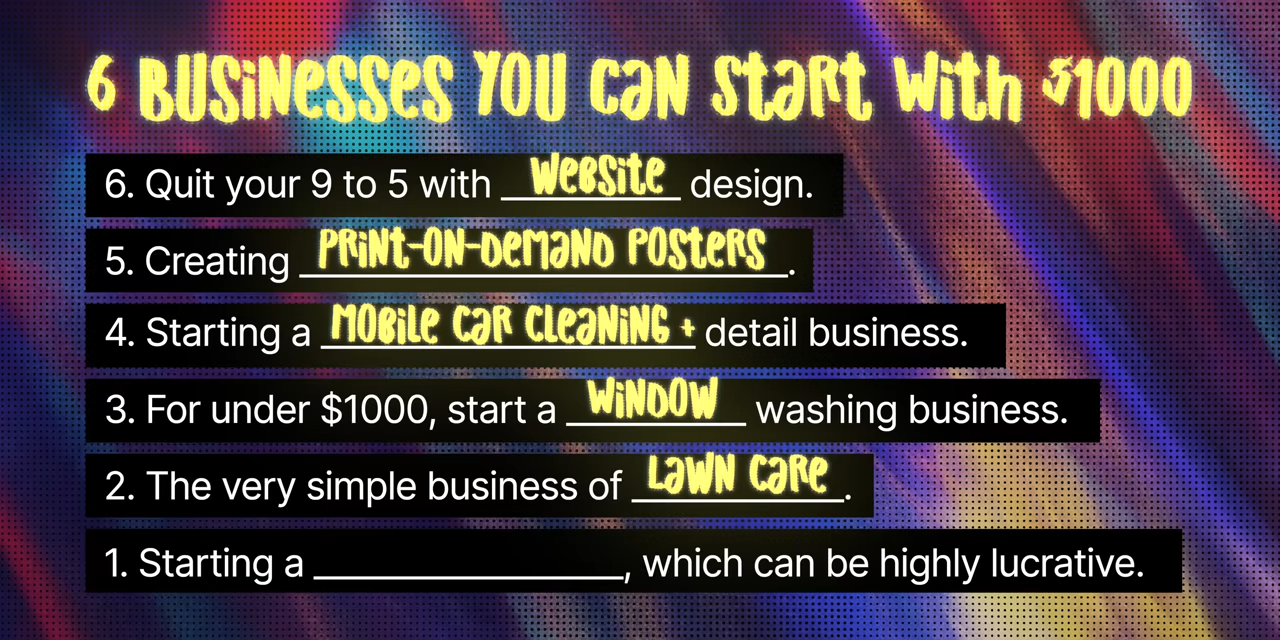 6 BUSINESSES YOU CAN START WITH $1000
6. Quit your 9 to 5 with WEBSITE design.
5. Creating PRINT-ON-DEMAND POSTERS.
4. Starting a MOBILE CAR CLEANING + detail business.
3. For under $1000, start a WINDOW washing business.
2. The very simple business of LAWN CARE.
1. Starting a ______________, which can be highly lucrative.